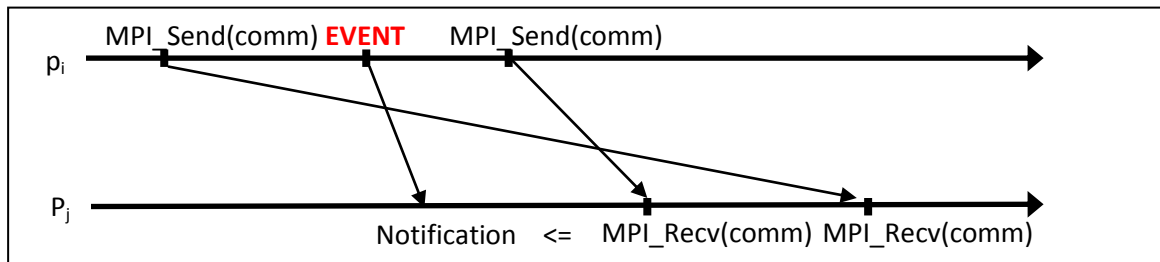 MPI_Send(comm) EVENT MPI_Send(comm)
pᵢ
Pⱼ
Notification <= MPI_Recv(comm) MPI_Recv(comm)